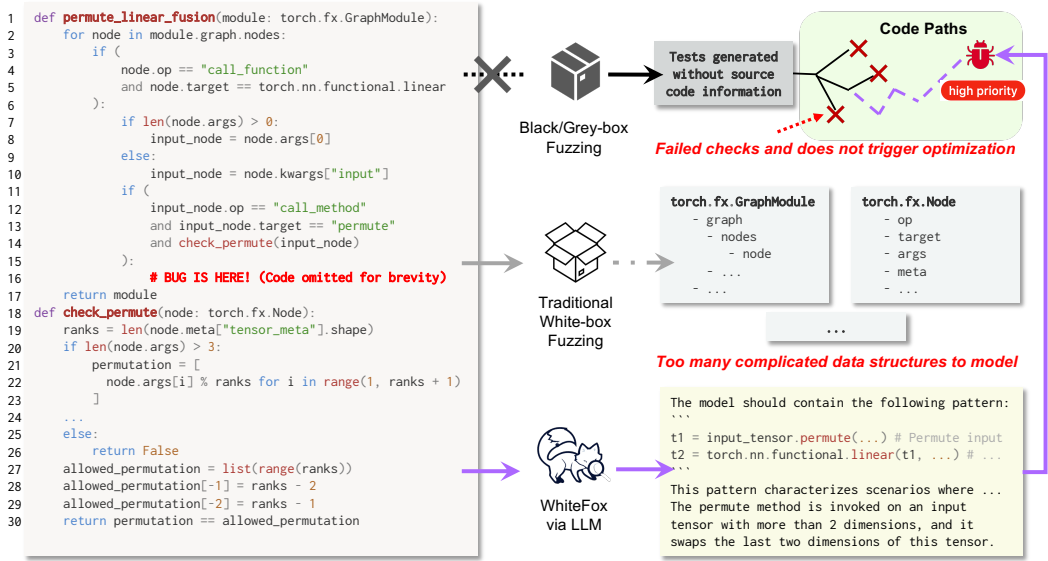 1 def permute_linear_fusion(module: torch.fx.GraphModule):
2 for node in module.graph.nodes:
3 if (
4 node.op == "call_function"
5 and node.target == torch.nn.functional.linear
6 ):
7 if len(node.args) > 0:
8 input_node = node.args[0]
9 else:
10 input_node = node.kwargs["input"]
11 if (
12 input_node.op == "call_method"
13 and input_node.target == "permute"
14 and check_permute(input_node)
15 ):
16 # BUG IS HERE! (Code omitted for brevity)
17 return module
18 def check_permute(node: torch.fx.Node):
19 ranks = len(node.meta["tensor_meta"].shape)
20 if len(node.args) > 3:
21 permutation = [
22 node.args[i] % ranks for i in range(1, ranks + 1)
23 ]
24 ...
25 else:
26 return False
27 allowed_permutation = list(range(ranks))
28 allowed_permutation[-1] = ranks - 2
29 allowed_permutation[-2] = ranks - 1
30 return permutation == allowed_permutation
Black/Grey-box
Fuzzing
Tests generated
without source
code information
Code Paths
high priority
Failed checks and does not trigger optimization
Traditional
White-box
Fuzzing
torch.fx.GraphModule
- graph
- nodes
- node
- ...
- ...
torch.fx.Node
- op
- target
- args
- meta
- ...
...
Too many complicated data structures to model
WhiteFox
via LLM
The model should contain the following pattern:
```
t1 = input_tensor.permute(...) # Permute input
t2 = torch.nn.functional.linear(t1, ...) # ...
```
This pattern characterizes scenarios where ...
The permute method is invoked on an input
tensor with more than 2 dimensions, and it
swaps the last two dimensions of this tensor.